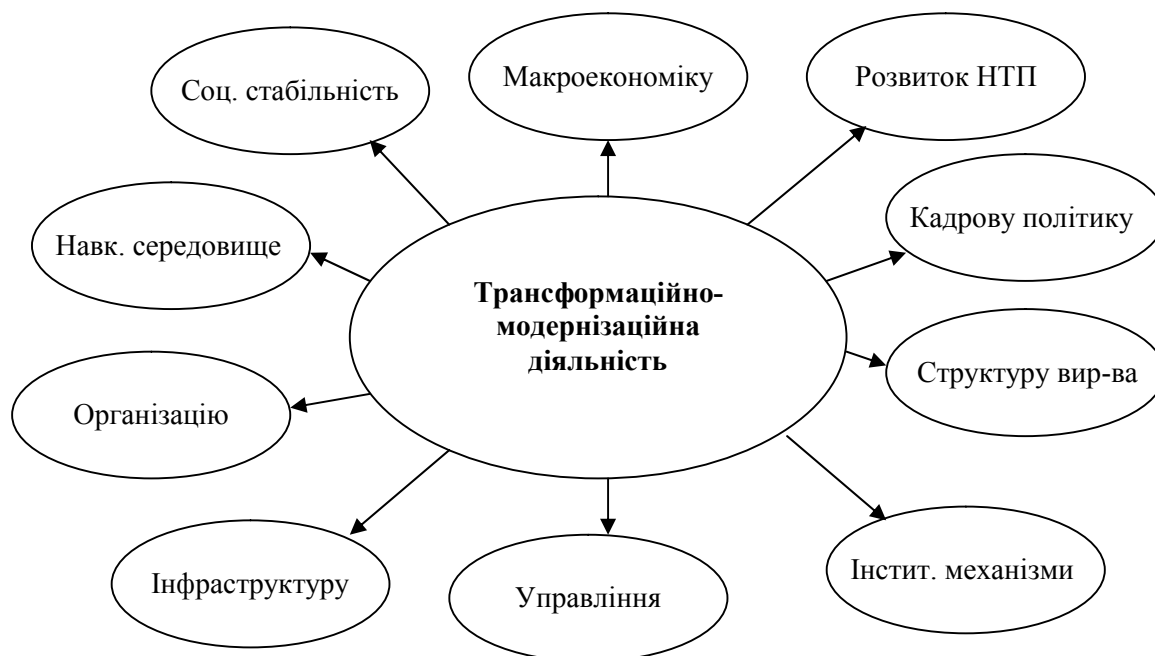 Соц. стабільність
Макроекономіку
Розвиток НТП
Навк. середовище
Кадрову політику
Трансформаційно-
модернізаційна
діяльність
Структуру вир-ва
Організацію
Інфраструктуру
Управління
Інстит. механізми